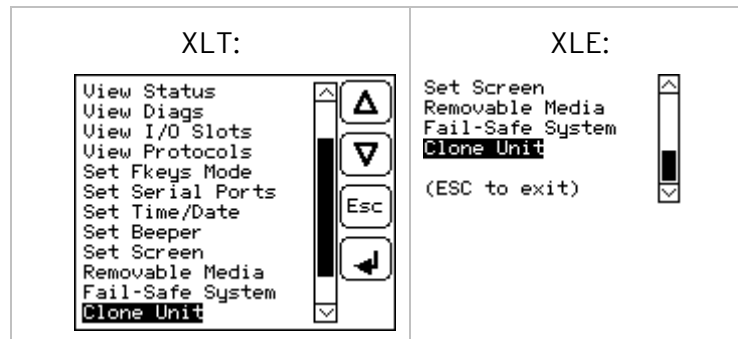 XLT:
View Status
View Diags
View I/O Slots
View Protocols
Set Fkeys Mode
Set Serial Ports
Set Time/Date
Set Beeper
Set Screen
Removable Media
Fail-Safe System
Clone Unit
Esc
XLE:
Set Screen
Removable Media
Fail-Safe System
Clone Unit
(ESC to exit)